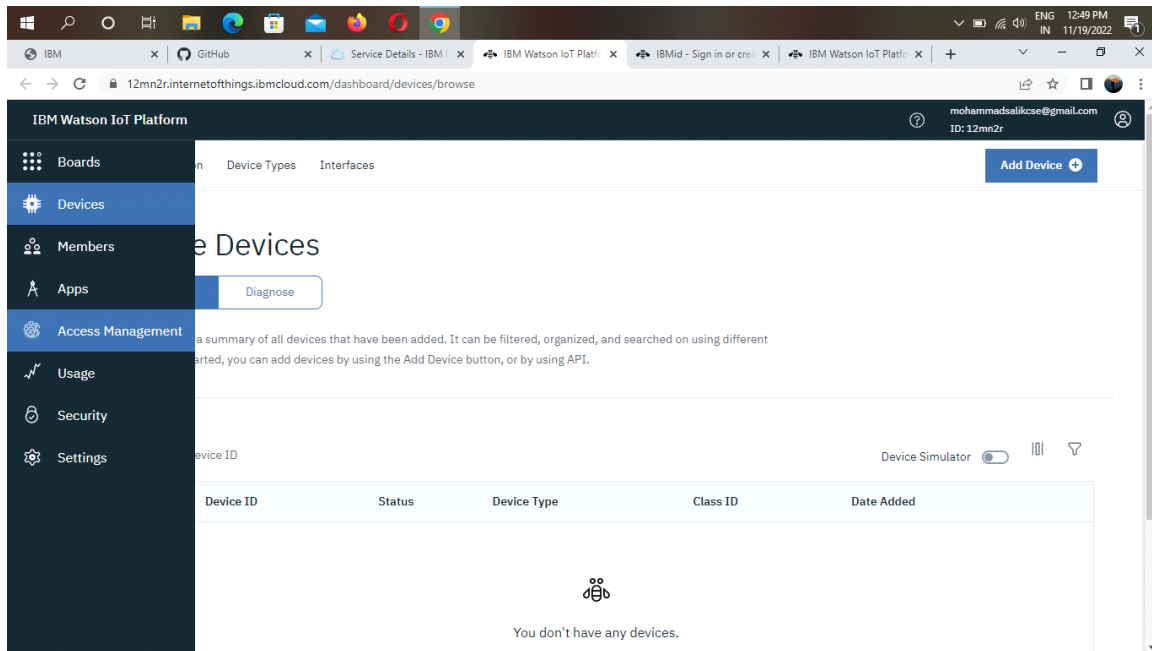 ENG 12:49 PM
IN 11/19/2022
IBM
GitHub
Service Details - IBM C
IBM Watson IoT Platfo
IBMid - Sign in or crea
IBM Watson IoT Platfo
12mn2r.internetofthings.ibmcloud.com/dashboard/devices/browse
IBM Watson IoT Platform
mohammadsalikcse@gmail.com
ID: 12mn2r
Boards
Devices
Members
Apps
Access Management
Usage
Security
Settings
n Device Types Interfaces
Add Device
e Devices
Diagnose
a summary of all devices that have been added. It can be filtered, organized, and searched on using different
arted, you can add devices by using the Add Device button, or by using API.
evice ID
Device Simulator
Device ID Status Device Type Class ID Date Added
You don't have any devices.